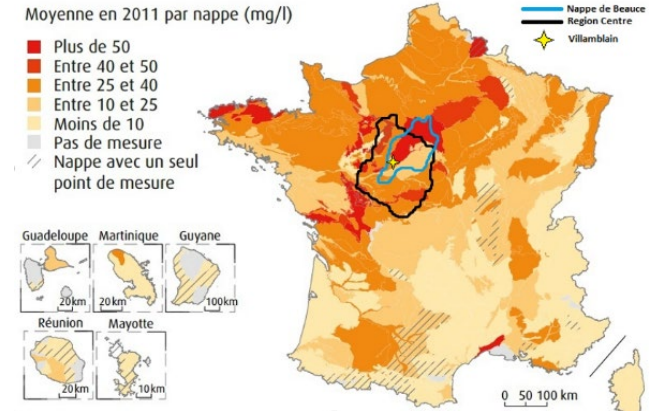 Moyenne en 2011 par nappe (mg/l)
Plus de 50
Entre 40 et 50
Entre 25 et 40
Entre 10 et 25
Moins de 10
Pas de mesure
Nappe avec un seul
point de mesure
Nappe de Beauce
Region Centre
Villamblain
Guadeloupe
Martinique
Guyane
20km
20km
100km
Réunion
Mayotte
20km
10km
0 50 100 km